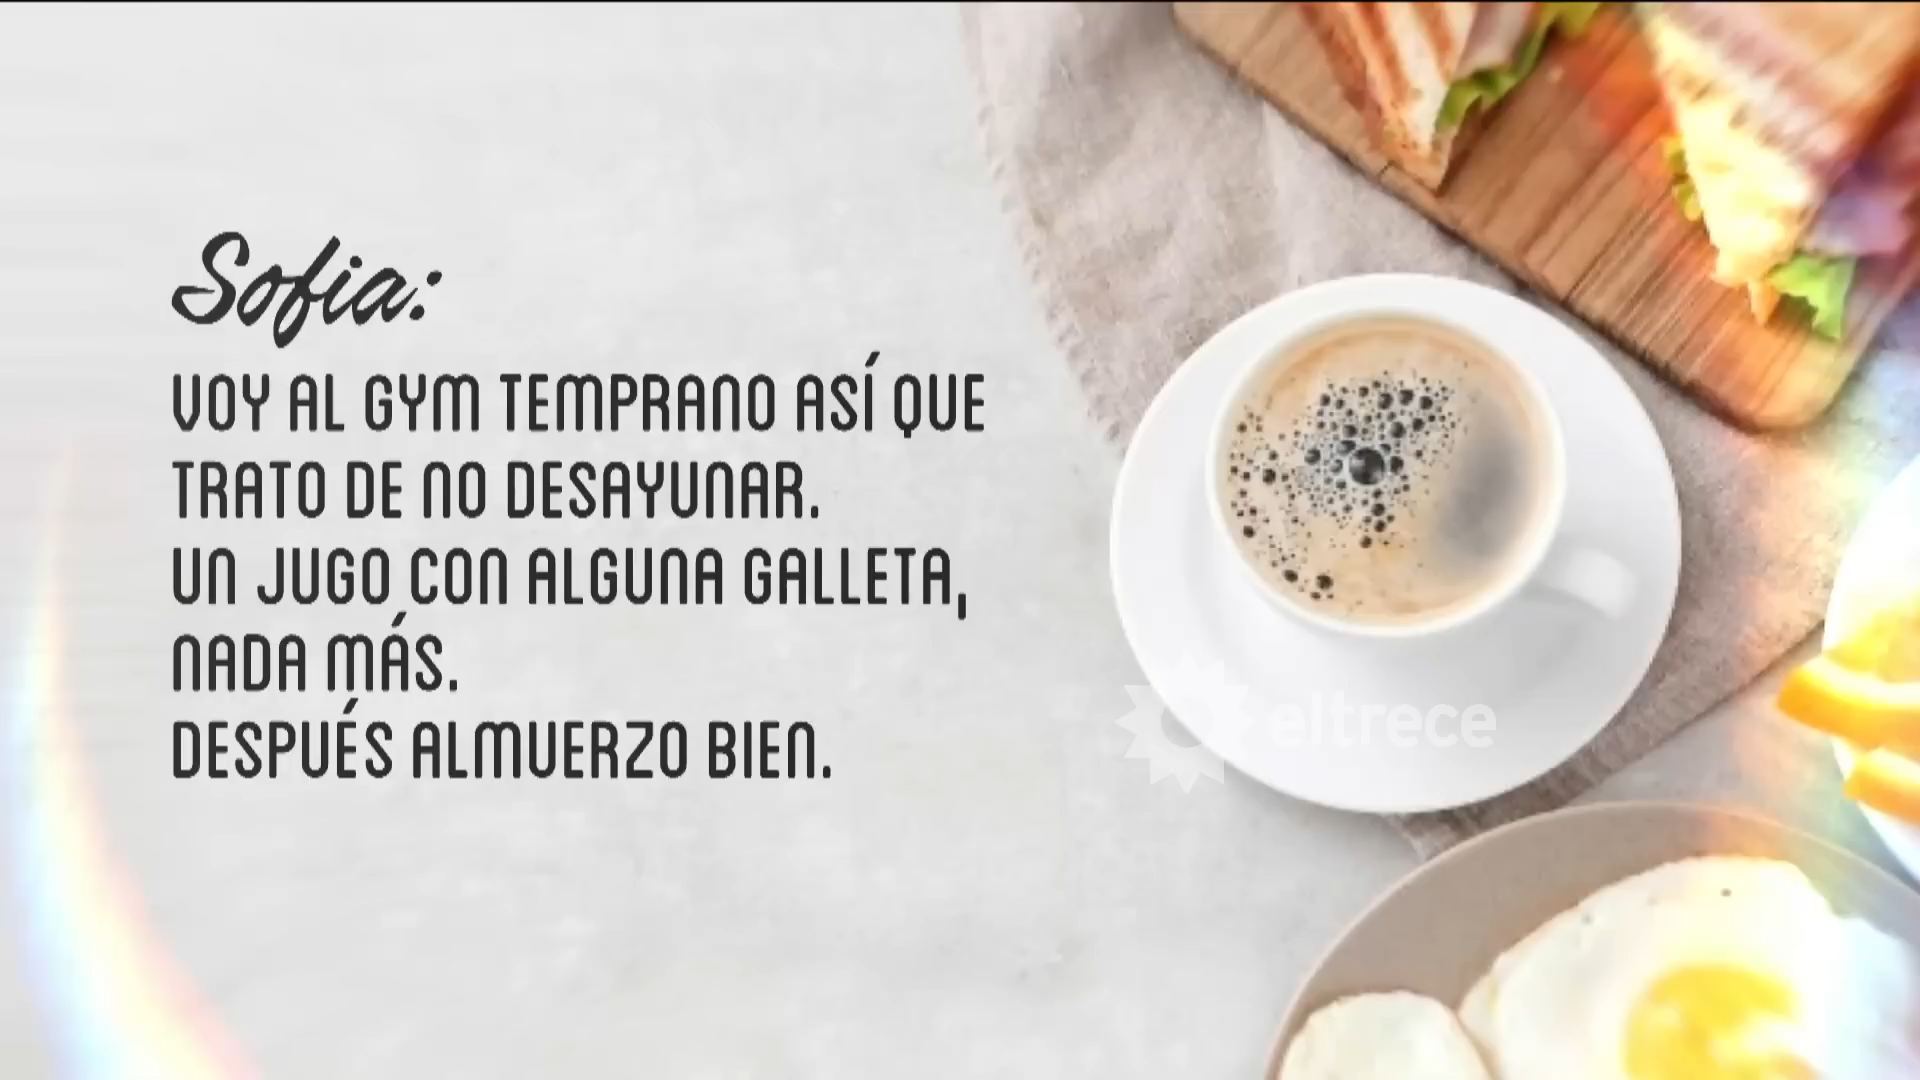 Sofia:
VOY AL GYM TEMPRANO ASÍ QUE
TRATO DE NO DESAYUNAR.
UN JUGO CON ALGUNA GALLETA,
NADA MÁS.
DESPUÉS ALMUERZO BIEN.
eltrece